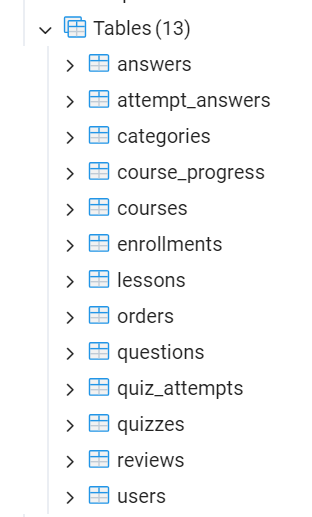 Tables (13)
answers
attempt_answers
categories
course_progress
courses
enrollments
lessons
orders
questions
quiz_attempts
quizzes
reviews
users